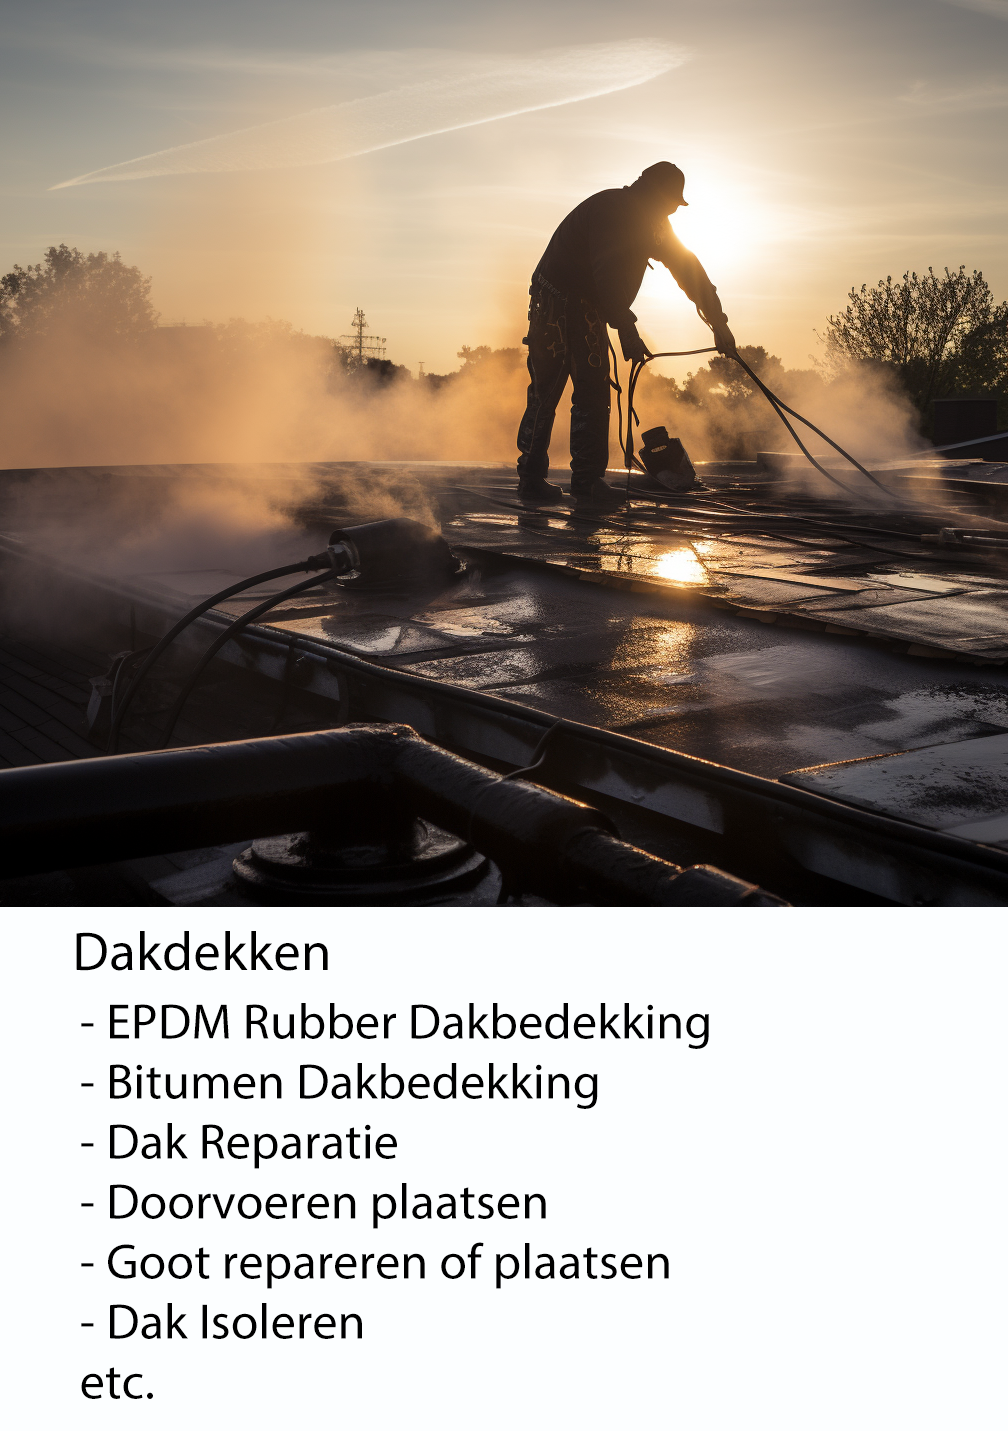 Dakdekken
- EPDM Rubber Dakbedekking
- Bitumen Dakbedekking
- Dak Reparatie
- Doorvoeren plaatsen
- Goot repareren of plaatsen
- Dak Isoleren
etc.